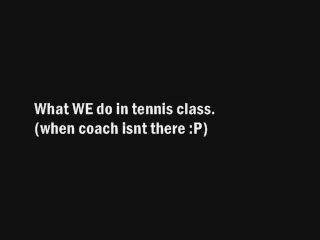 What WE do in tennis class.
(when coach isnt there :P)